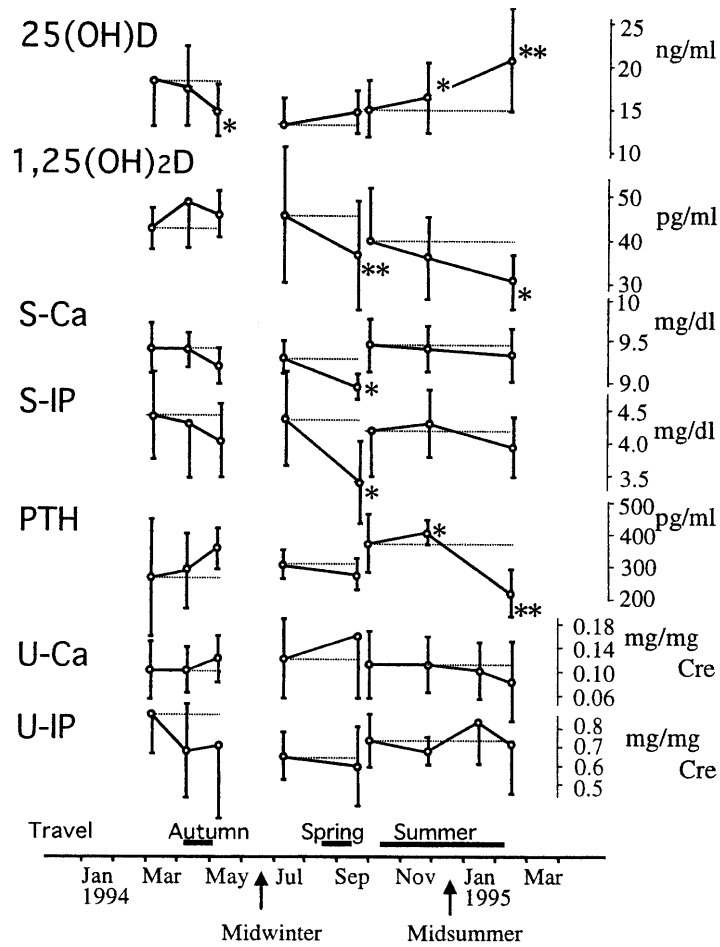 25(OH)D
25
ng/ml
20
**
*
15
*
10
1,25(OH)2D
50
pg/ml
40
**
30
*
S-Ca
10
mg/dl
9.5
9.0
*
S-IP
4.5
mg/dl
4.0
3.5
*
PTH
500
pg/ml
400
*
300
200
**
U-Ca
0.18
mg/mg
0.14
0.10
Cre
0.06
U-IP
0.8
mg/mg
0.7
0.6
Cre
0.5
Travel Autumn Spring Summer
Jan Mar May Jul Sep Nov Jan Mar
1994 1995
Midwinter Midsummer